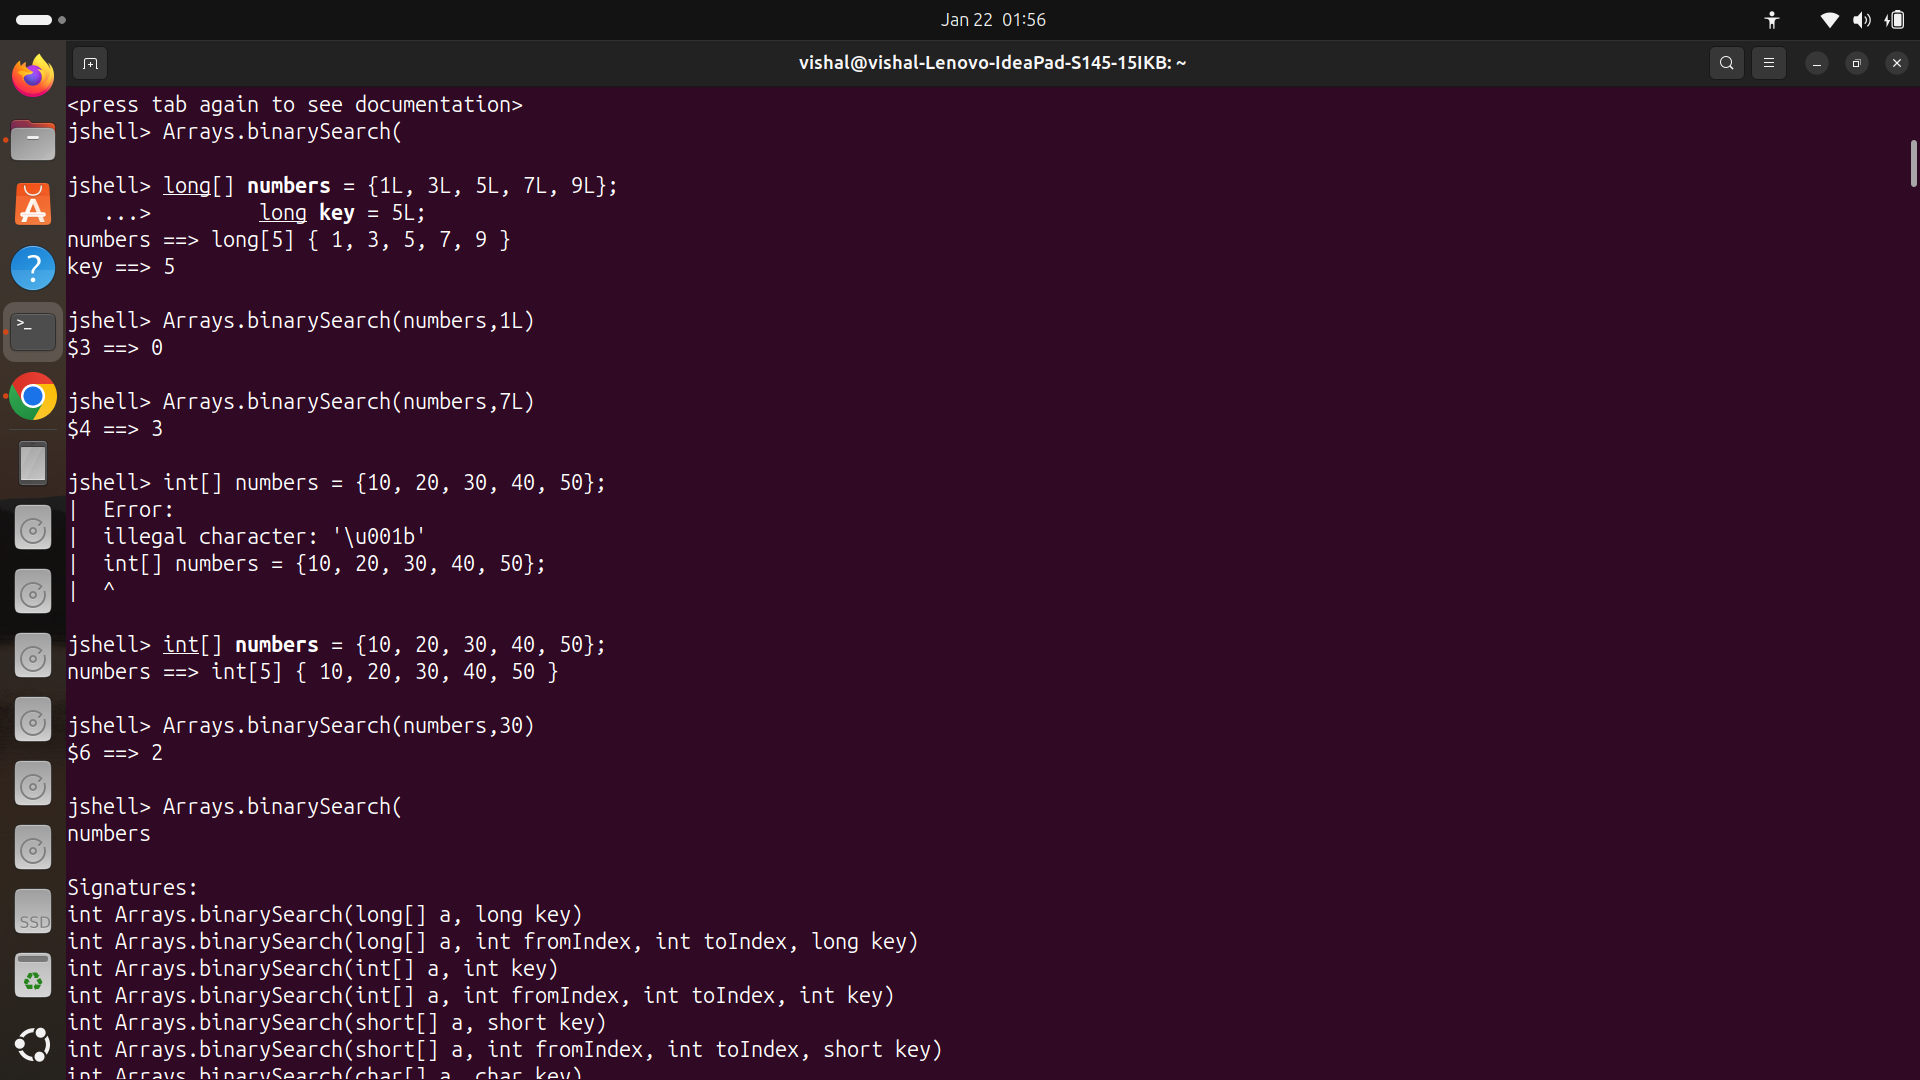 Jan 22 01:56
vishal@vishal-Lenovo-IdeaPad-S145-15IKB: ~
<press tab again to see documentation>
jshell> Arrays.binarySearch(
jshell> long[] numbers = {1L, 3L, 5L, 7L, 9L};
...> long key = 5L;
numbers ==> long[5] { 1, 3, 5, 7, 9 }
key ==> 5
jshell> Arrays.binarySearch(numbers,1L)
$3 ==> 0
jshell> Arrays.binarySearch(numbers,7L)
$4 ==> 3
jshell> int[] numbers = {10, 20, 30, 40, 50};
| Error:
| illegal character: '\u001b'
| int[] numbers = {10, 20, 30, 40, 50};
| ^
jshell> int[] numbers = {10, 20, 30, 40, 50};
numbers ==> int[5] { 10, 20, 30, 40, 50 }
jshell> Arrays.binarySearch(numbers,30)
$6 ==> 2
jshell> Arrays.binarySearch(
numbers
Signatures:
int Arrays.binarySearch(long[] a, long key)
int Arrays.binarySearch(long[] a, int fromIndex, int toIndex, long key)
int Arrays.binarySearch(int[] a, int key)
int Arrays.binarySearch(int[] a, int fromIndex, int toIndex, int key)
int Arrays.binarySearch(short[] a, short key)
int Arrays.binarySearch(short[] a, int fromIndex, int toIndex, short key)
int Arrays.binarySearch(char[] a, char key)
SSD